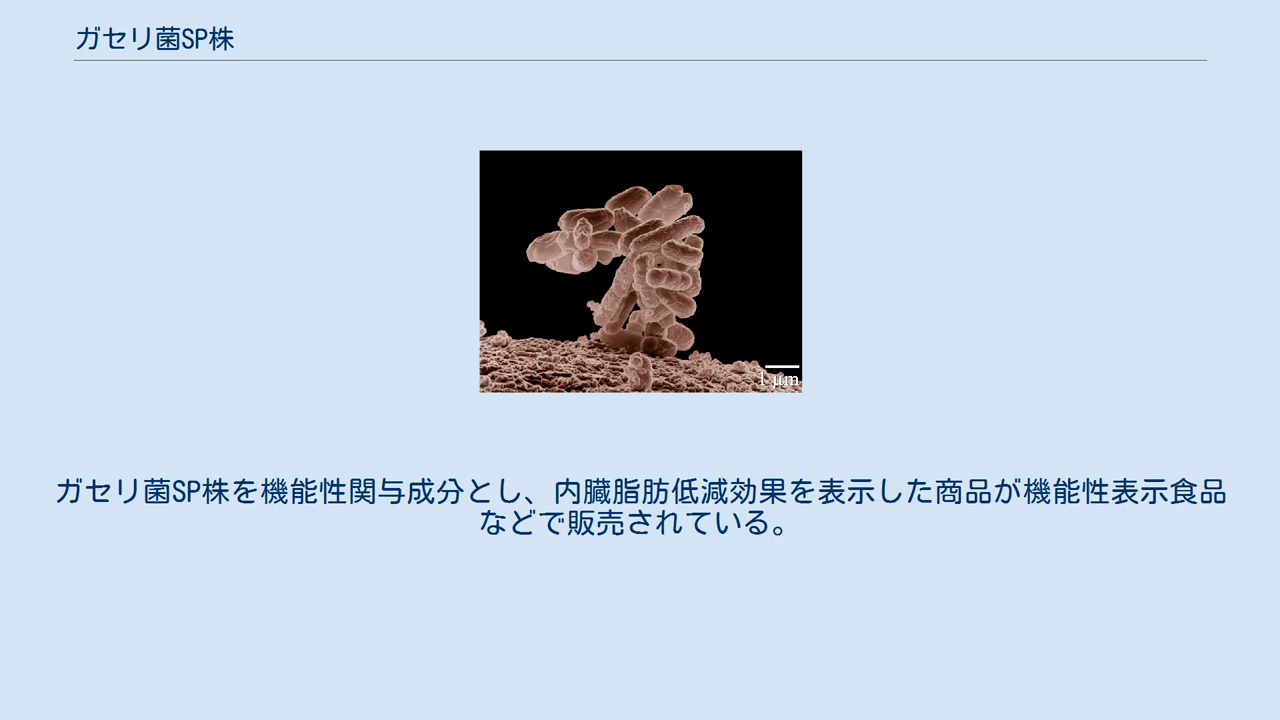 ガセリ菌SP株
1 µm
ガセリ菌SP株を機能性関与成分とし、内臓脂肪低減効果を表示した商品が機能性表示食品
などで販売されている。